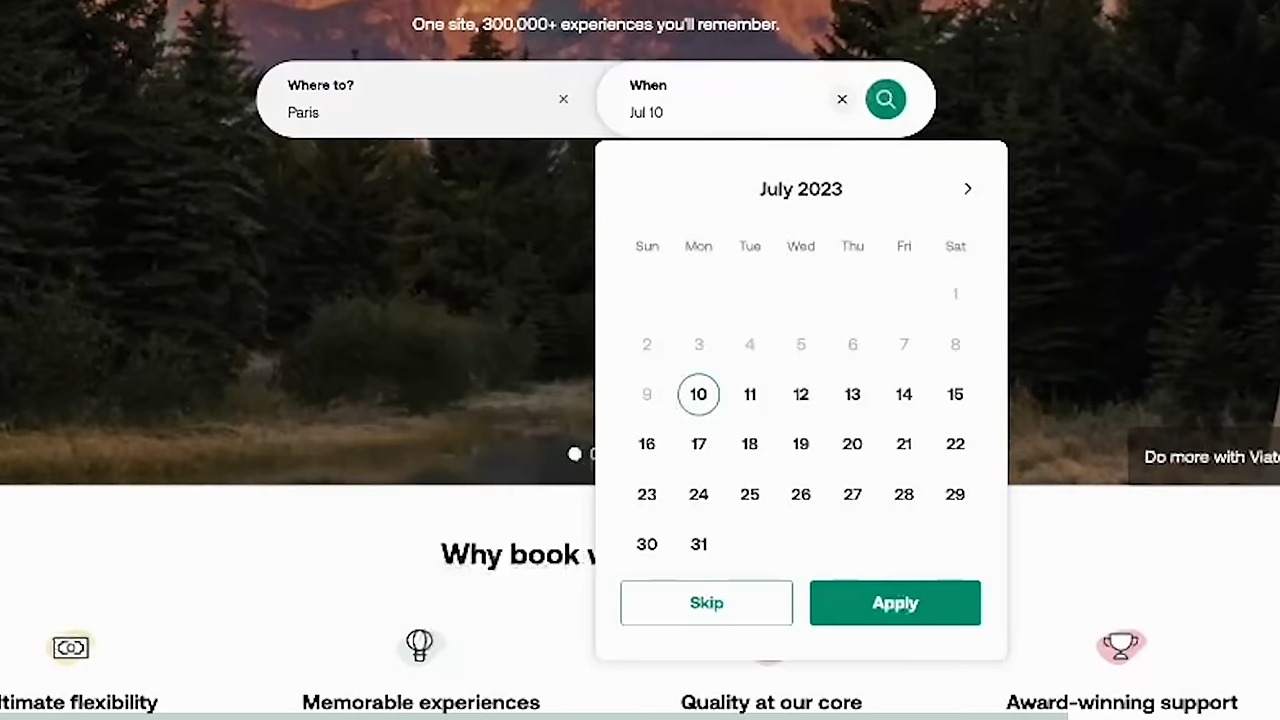 One site, 300,000+ experiences you'll remember.
Where to?
Paris
When
Jul 10
July 2023
Sun Mon Tue Wed Thu Fri Sat
1
2 3 4 5 6 7 8
9 10 11 12 13 14 15
16 17 18 19 20 21 22
23 24 25 26 27 28 29
30 31
Skip Apply
Do more with
Why book
flexibility
Memorable experiences
Quality at our core
Award-winning support